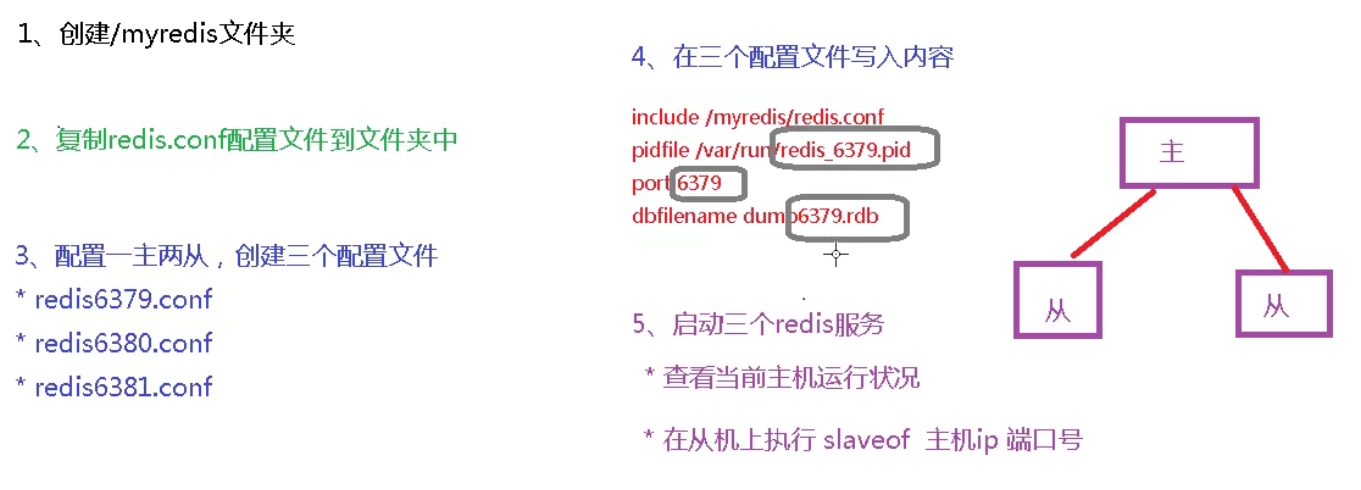 1、创建/myredis文件夹
2、复制redis.conf配置文件到文件夹中
3、配置一主两从，创建三个配置文件
* redis6379.conf
* redis6380.conf
* redis6381.conf
4、在三个配置文件写入内容
include /myredis/redis.conf
pidfile /var/run/redis_6379.pid
port 6379
dbfilename dump6379.rdb
5、启动三个redis服务
* 查看当前主机运行状况
* 在从机上执行 slaveof 主机ip 端口号
主
从
从